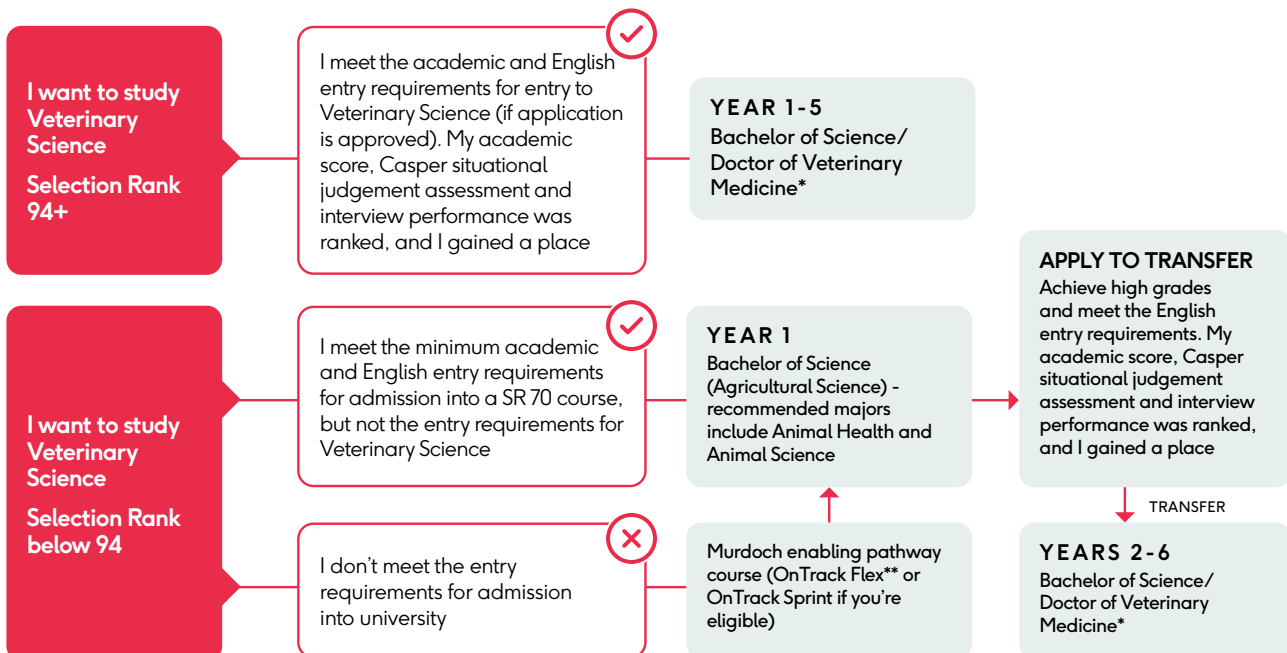 I want to study
Veterinary
Science
Selection Rank
94+
I meet the academic and English
entry requirements for entry to
Veterinary Science (if application
is approved). My academic
score, Casper situational
judgement assessment and
interview performance was
ranked, and I gained a place
YEAR 1-5
Bachelor of Science/
Doctor of Veterinary
Medicine*
I want to study
Veterinary
Science
Selection Rank
below 94
I meet the minimum academic
and English entry requirements
for admission into a SR 70 course,
but not the entry requirements for
Veterinary Science
YEAR 1
Bachelor of Science
(Agricultural Science) -
recommended majors
include Animal Health and
Animal Science
APPLY TO TRANSFER
Achieve high grades
and meet the English
entry requirements. My
academic score, Casper
situational judgement
assessment and interview
performance was ranked,
and I gained a place
I don't meet the entry
requirements for admission
into university
Murdoch enabling pathway
course (OnTrack Flex** or
OnTrack Sprint if you're
eligible)
TRANSFER
YEARS 2-6
Bachelor of Science/
Doctor of Veterinary
Medicine*